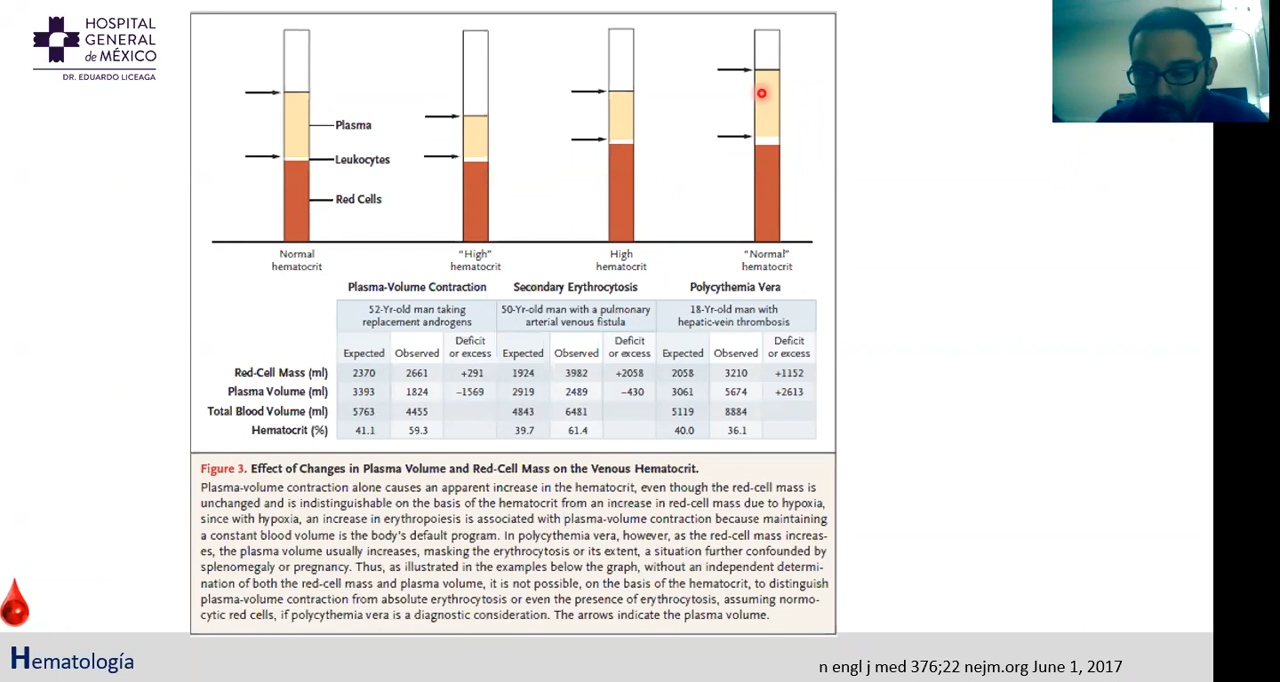 HOSPITAL
GENERAL
de MÉXICO
DR. EDUARDO LICEAGA
Plasma
Leukocytes
Red Cells
Normal
hematocrit
"High"
hematocrit
High
hematocrit
"Normal"
hematocrit
Plasma-Volume Contraction Secondary Erythrocytosis Polycythemia Vera
52-Yr-old man taking
replacement androgens
50-Yr-old man with a pulmonary
arterial venous fistula
18-Yr-old man with
hepatic-vein thrombosis
Expected Observed Deficit or excess Expected Observed Deficit or excess Expected Observed Deficit or excess
Red-Cell Mass (ml) 2370 2661 +291 1924 3982 +2058 2058 3210 +1152
Plasma Volume (ml) 3393 1824 −1569 2919 2489 −430 3061 5674 +2613
Total Blood Volume (ml) 5763 4455 4843 6481 5119 8884
Hematocrit (%) 41.1 59.3 39.7 61.4 40.0 36.1
Figure 3. Effect of Changes in Plasma Volume and Red-Cell Mass on the Venous Hematocrit.
Plasma-volume contraction alone causes an apparent increase in the hematocrit, even though the red-cell mass is
unchanged and is indistinguishable on the basis of the hematocrit from an increase in red-cell mass due to hypoxia,
since with hypoxia, an increase in erythropoiesis is associated with plasma-volume contraction because maintaining
a constant blood volume is the body's default program. In polycythemia vera, however, as the red-cell mass increas-
es, the plasma volume usually increases, masking the erythrocytosis or its extent, a situation further confounded by
splenomegaly or pregnancy. Thus, as illustrated in the examples below the graph, without an independent determi-
nation of both the red-cell mass and plasma volume, it is not possible, on the basis of the hematocrit, to distinguish
plasma-volume contraction from absolute erythrocytosis or even the presence of erythrocytosis, assuming normo-
cytic red cells, if polycythemia vera is a diagnostic consideration. The arrows indicate the plasma volume.
Hematología
n engl j med 376;22 nejm.org June 1, 2017